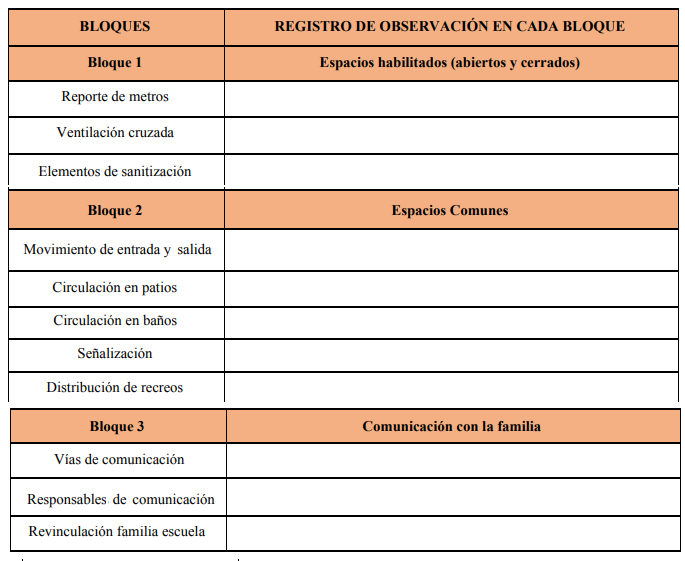 BLOQUES REGISTRO DE OBSERVACIÓN EN CADA BLOQUE
Bloque 1 Espacios habilitados (abiertos y cerrados)
Reporte de metros
Ventilación cruzada
Elementos de sanitización
Bloque 2 Espacios Comunes
Movimiento de entrada y salida
Circulación en patios
Circulación en baños
Señalización
Distribución de recreos
Bloque 3 Comunicación con la familia
Vías de comunicación
Responsables de comunicación
Revinculación familia escuela